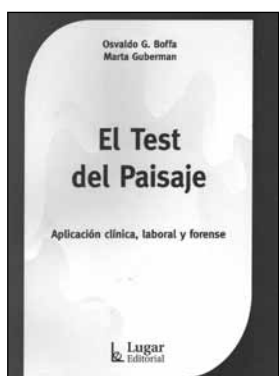 Osvaldo G. Boffa
Marta Guberman
El Test
del Paisaje
Aplicación clínica, laboral y forense
Lugar
Editorial